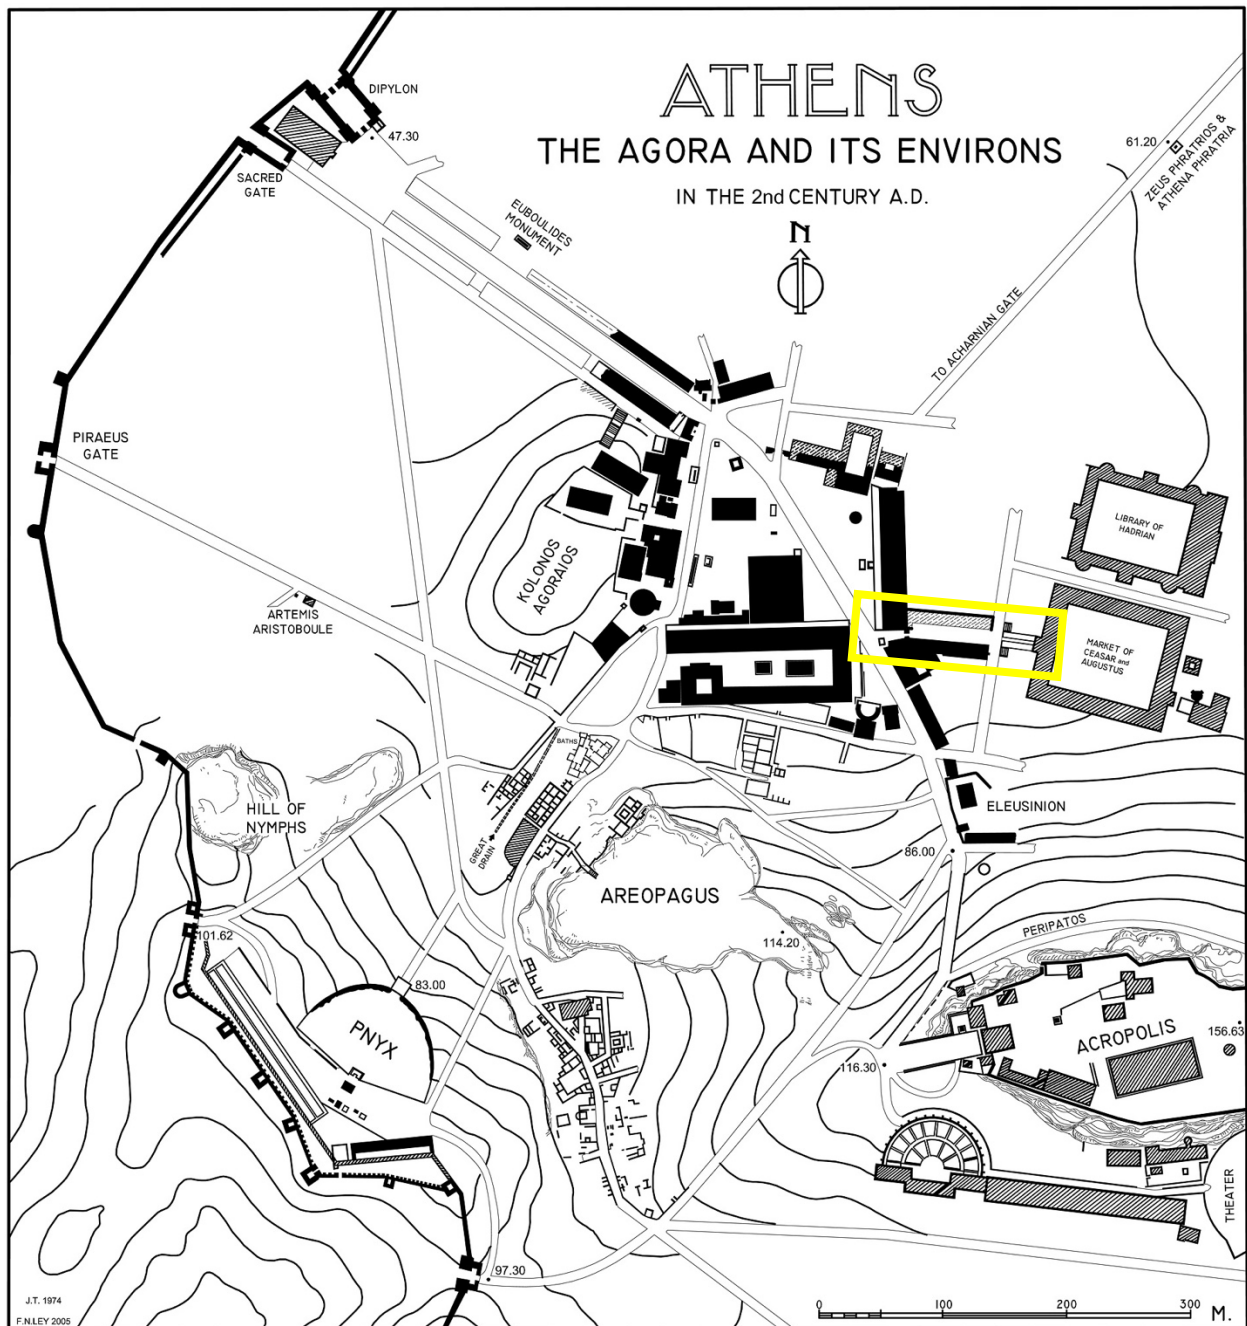 ATHENS
THE AGORA AND ITS ENVIRONS
IN THE 2nd CENTURY A.D.
N
DIPYLON
47.30
SACRED
GATE
EUBOULIDES
MONUMENT
61.20
ZEUS PHRATRIOS &
ATHENA PHRATRIA
TO ACHARNIAN GATE
PIRAEUS
GATE
KOLONOS
AGORAIOS
LIBRARY OF
HADRIAN
ARTEMIS
ARISTOBOULE
MARKET OF
CEASAR and
AUGUSTUS
BATHS
HILL OF
NYMPHS
GREAT
DRAIN
ELEUSINION
86.00
AREOPAGUS
114.20
PERIPATOS
101.62
83.00
PNYX
ACROPOLIS
156.63
116.30
THEATER
97.30
J.T. 1974
F.N.LEY 2005
0 100 200 300 M.